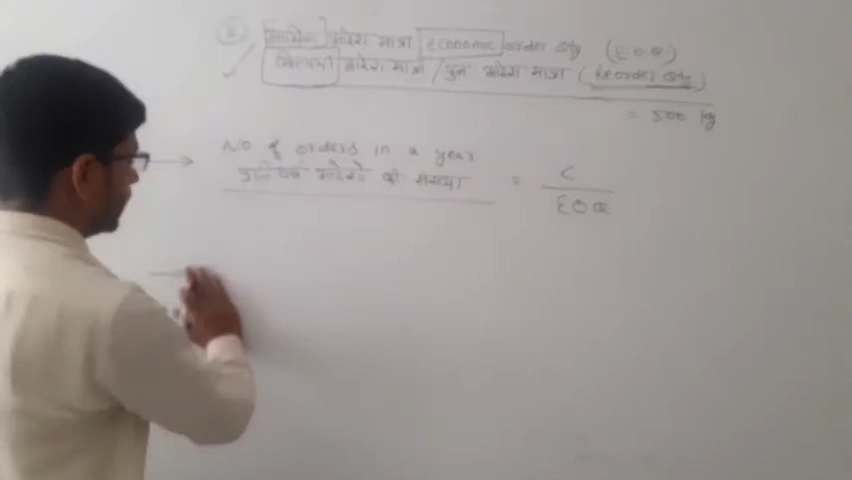 आदेश मात्रा economic order Qty (EOQ)
मितव्ययी आदेश मात्रा / पुनः आदेश मात्रा (Reorder Qty)
= 500 kg
No of orders in a year
प्रति वर्ष आदेशो की संख्या = C / EOQ